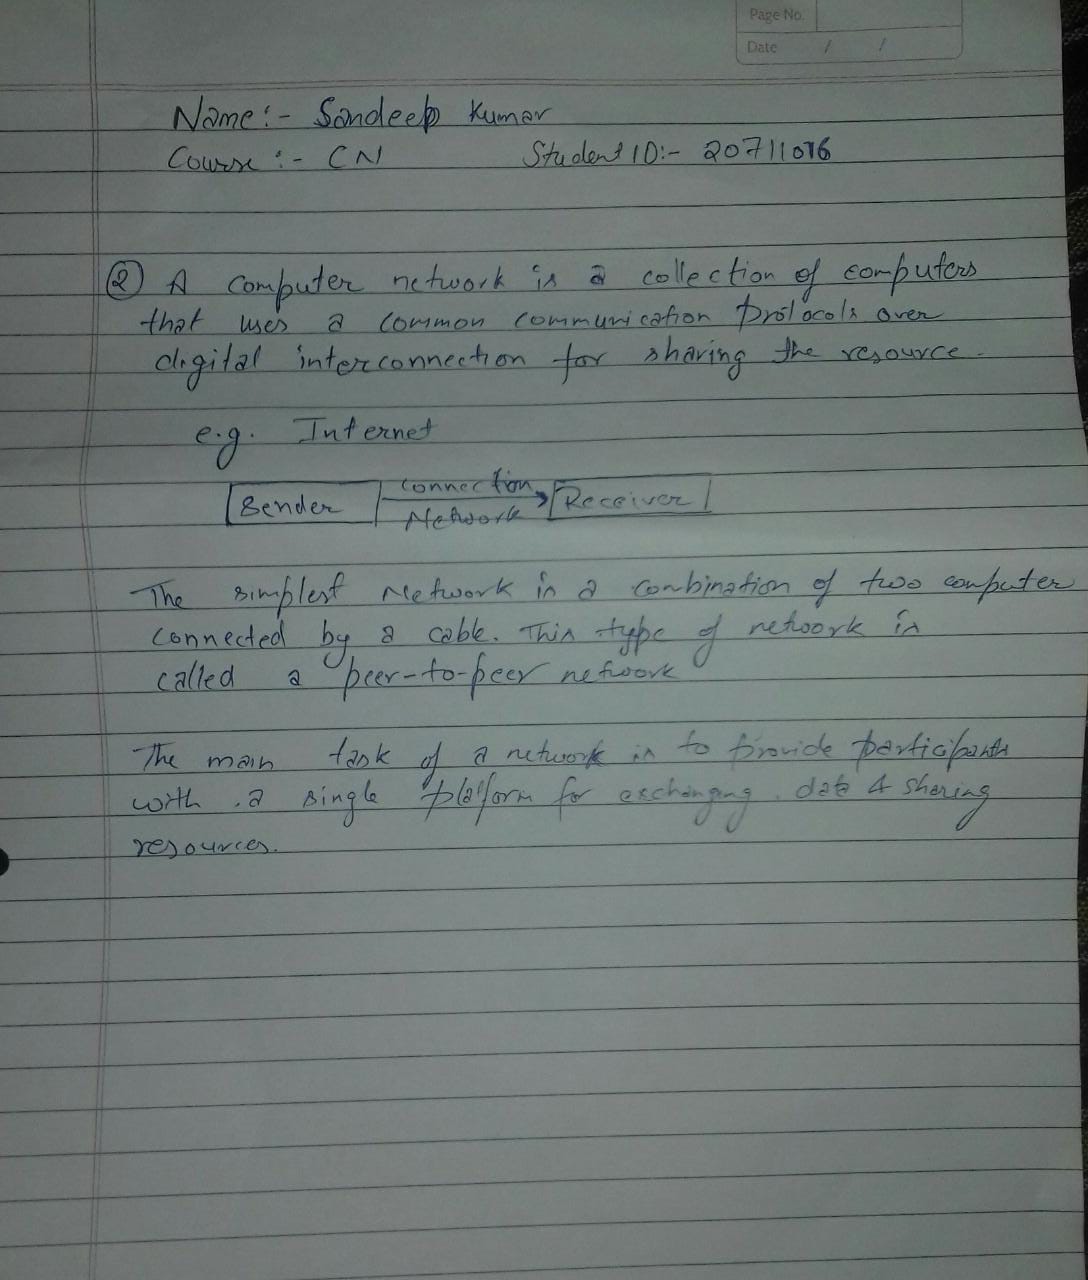 Page No.
Date / /
Name:- Sandeep Kumar
Course :- CN Student ID:- 20711016
② A computer network is a collection of computers
that uses a common communication protocols over
digital interconnection for sharing the resource.
e.g. Internet
Sender connection Network Receiver
The simplest Network is a combination of two computer
connected by a cable. This type of network is
called a peer-to-peer network
The main task of a network is to provide participants
with a single platform for exchanging data & sharing
resources.